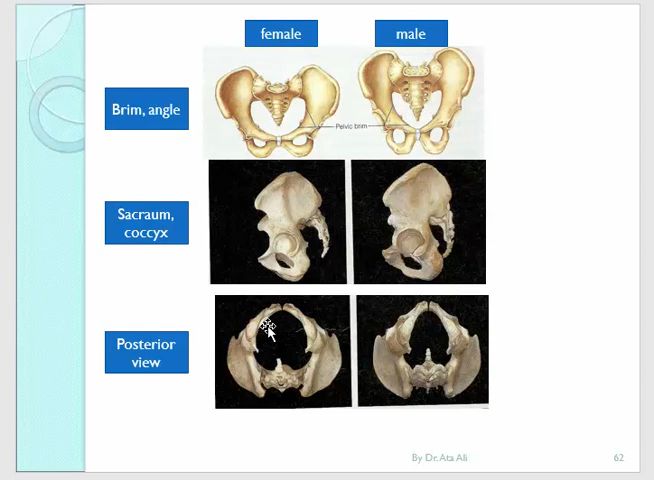 female
male
Brim, angle
Pelvic brim
Sacraum,
coccyx
Posterior
view
By Dr.Ata Ali
62